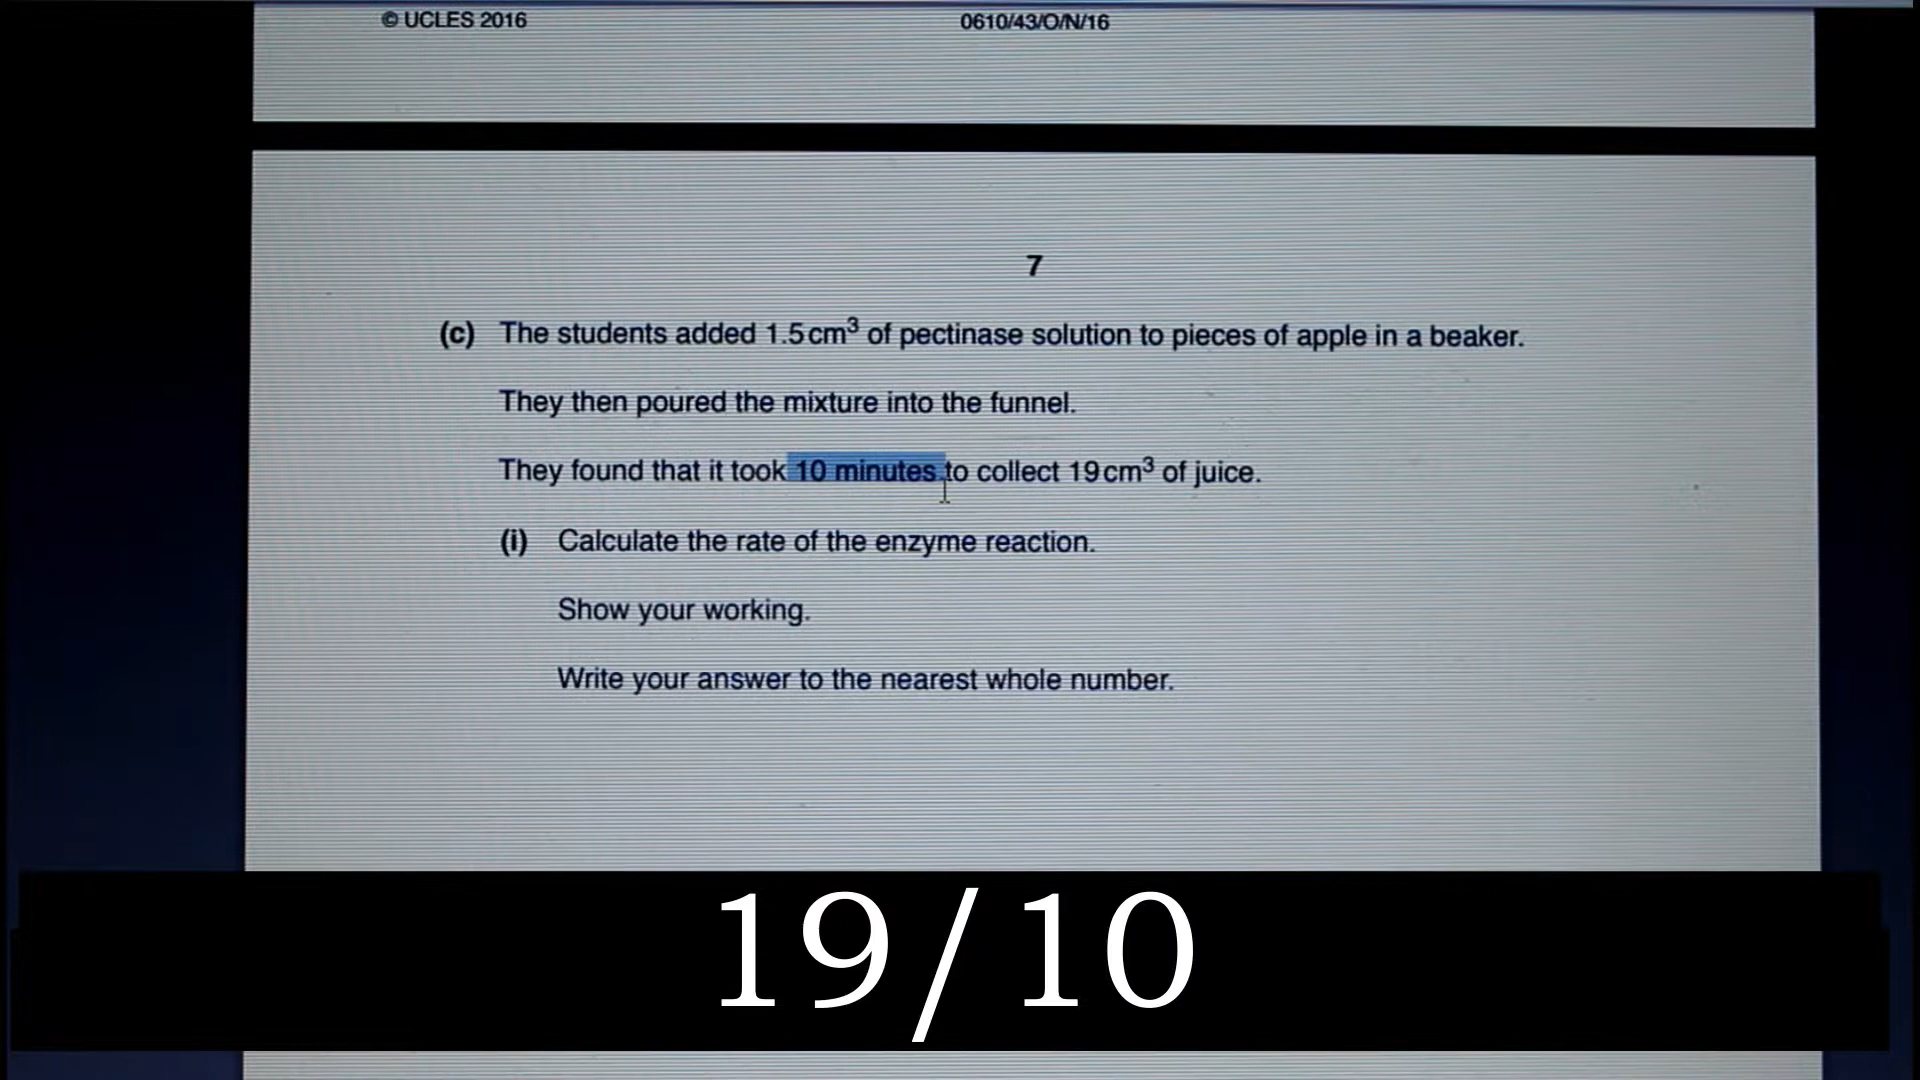 © UCLES 2016 0610/43/O/N/16
7
(c) The students added 1.5 cm³ of pectinase solution to pieces of apple in a beaker.
They then poured the mixture into the funnel.
They found that it took 10 minutes to collect 19 cm³ of juice.
(i) Calculate the rate of the enzyme reaction.
Show your working.
Write your answer to the nearest whole number.
19/10